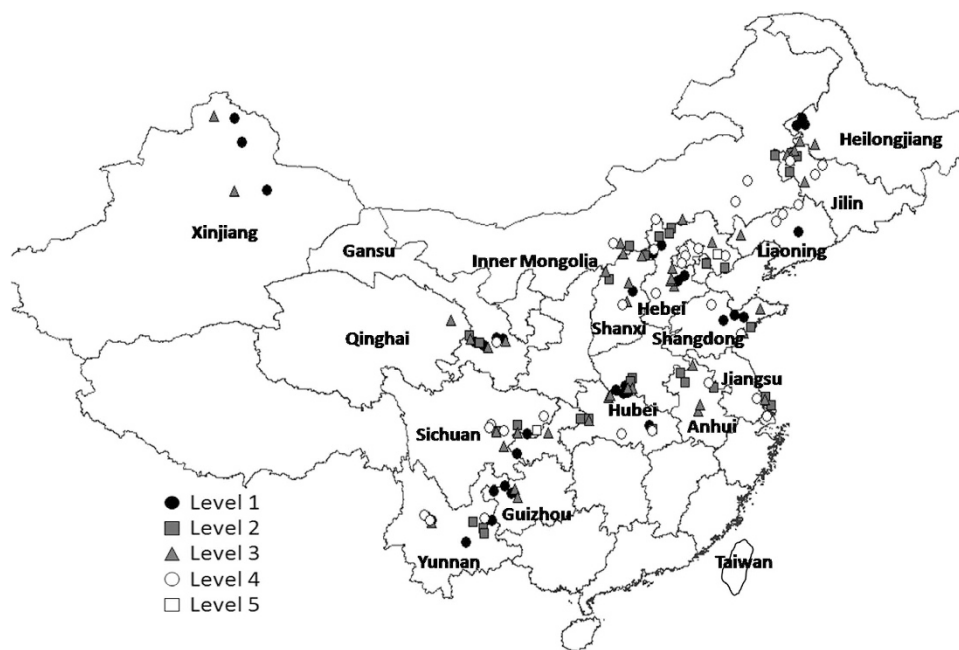 Heilongjiang
Jilin
Xinjiang
Liaoning
Gansu
Inner Mongolia
Hebei
Qinghai
Shanxi
Shangdong
Jiangsu
Hubei
Anhui
Sichuan
Level 1
Level 2
Guizhou
Level 3
Yunnan
Taiwan
Level 4
Level 5